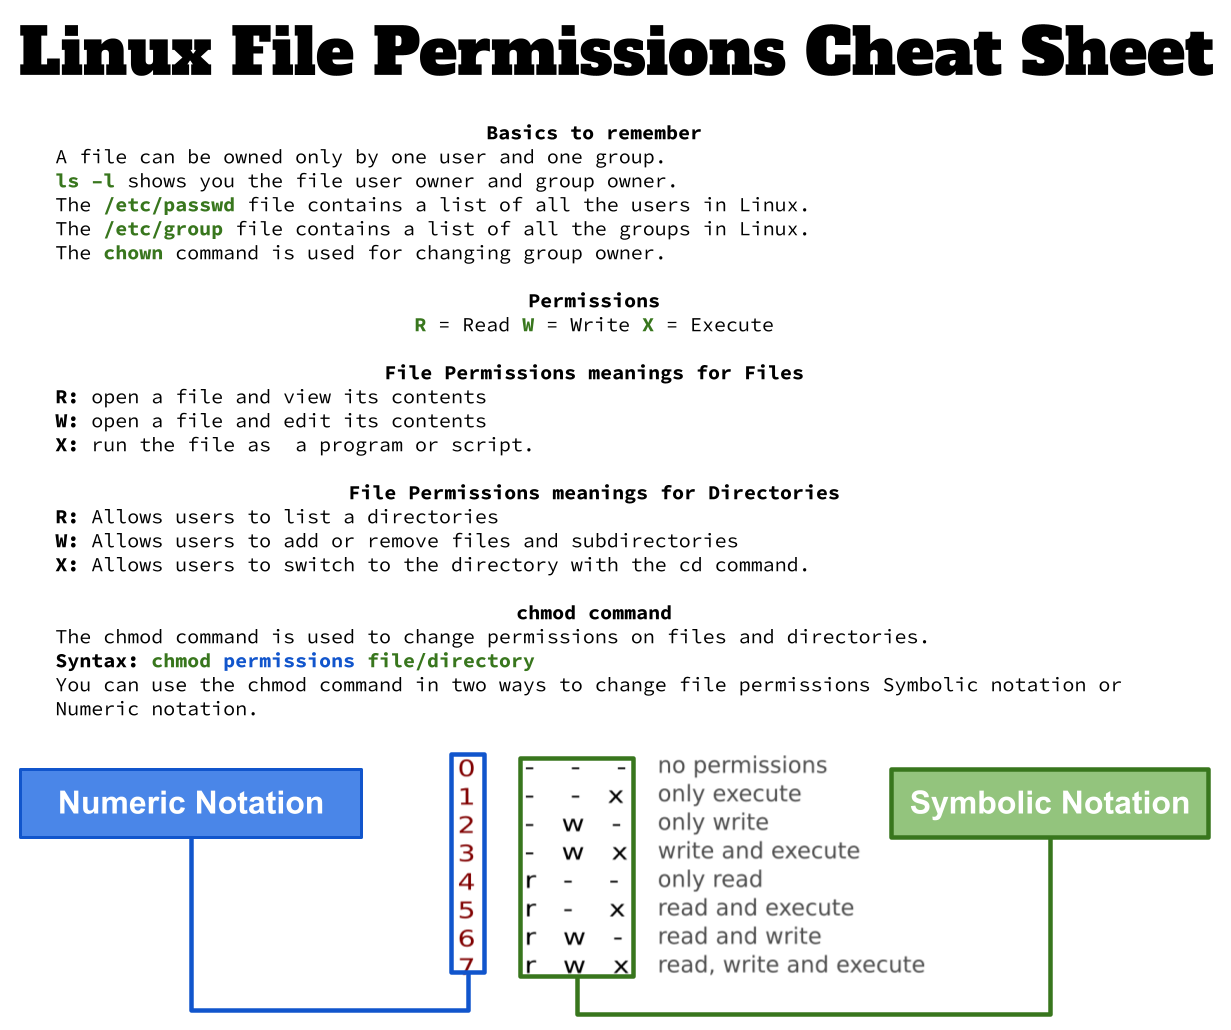 Linux File Permissions Cheat Sheet
Basics to remember
A file can be owned only by one user and one group.
ls –l shows you the file user owner and group owner.
The /etc/passwd file contains a list of all the users in Linux.
The /etc/group file contains a list of all the groups in Linux.
The chown command is used for changing group owner.
Permissions
R = Read W = Write X = Execute
File Permissions meanings for Files
R: open a file and view its contents
W: open a file and edit its contents
X: run the file as  a program or script.
File Permissions meanings for Directories
R: Allows users to list a directories
W: Allows users to add or remove files and subdirectories
X: Allows users to switch to the directory with the cd command.
chmod command
The chmod command is used to change permissions on files and directories.
Syntax: chmod permissions file/directory
You can use the chmod command in two ways to change file permissions Symbolic notation or
Numeric notation.
Numeric Notation
0 - - - no permissions
1 - - x only execute
2 - w - only write
3 - w x write and execute
4 r - - only read
5 r - x read and execute
6 r w - read and write
7 r w x read, write and execute
Symbolic Notation